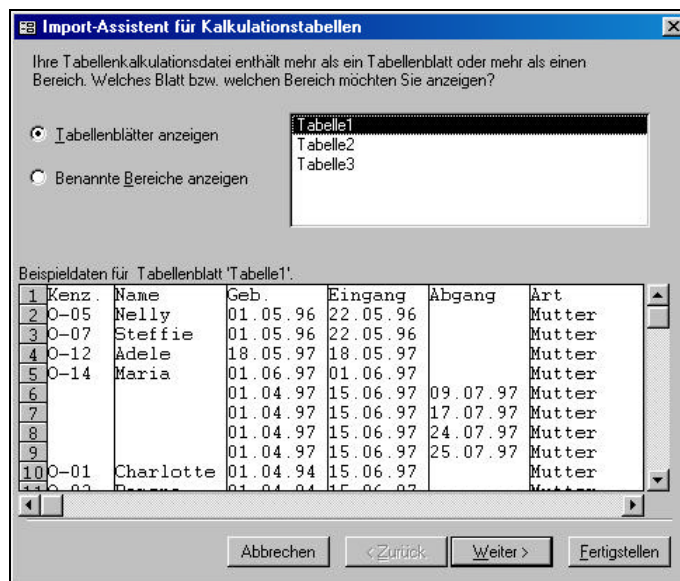 Import-Assistent für Kalkulationstabellen
Ihre Tabellenkalkulationsdatei enthält mehr als ein Tabellenblatt oder mehr als einen
Bereich. Welches Blatt bzw. welchen Bereich möchten Sie anzeigen?
Tabellenblätter anzeigen
Benannte Bereiche anzeigen
Tabelle1
Tabelle2
Tabelle3
Beispieldaten für Tabellenblatt 'Tabelle1'.
1 Kenz. Name Geb. Eingang Abgang Art
2 O-05 Nelly 01.05.96 22.05.96 Mutter
3 O-07 Steffie 01.05.96 22.05.96 Mutter
4 O-12 Adele 18.05.97 18.05.97 Mutter
5 O-14 Maria 01.06.97 01.06.97 Mutter
6 01.04.97 15.06.97 09.07.97 Mutter
7 01.04.97 15.06.97 17.07.97 Mutter
8 01.04.97 15.06.97 24.07.97 Mutter
9 01.04.97 15.06.97 25.07.97 Mutter
10 O-01 Charlotte 01.04.94 15.06.97 Mutter
Abbrechen < Zurück Weiter > Fertigstellen